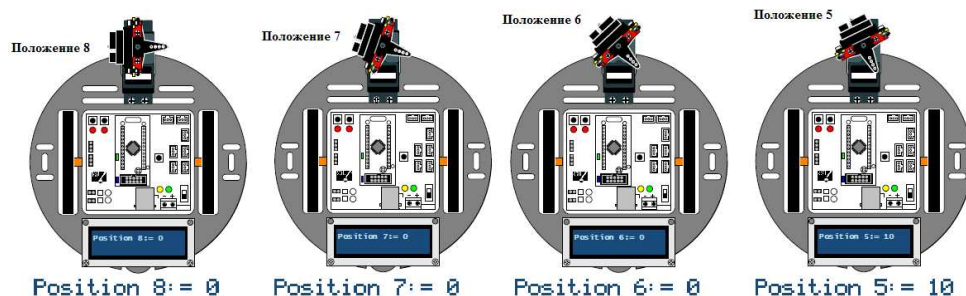 Положение 8
Положение 7
Положение 6
Положение 5
Position 8:= 0
Position 7:= 0
Position 6:= 0
Position 5:= 10
Position 8:= 0
Position 7:= 0
Position 6:= 0
Position 5:= 10